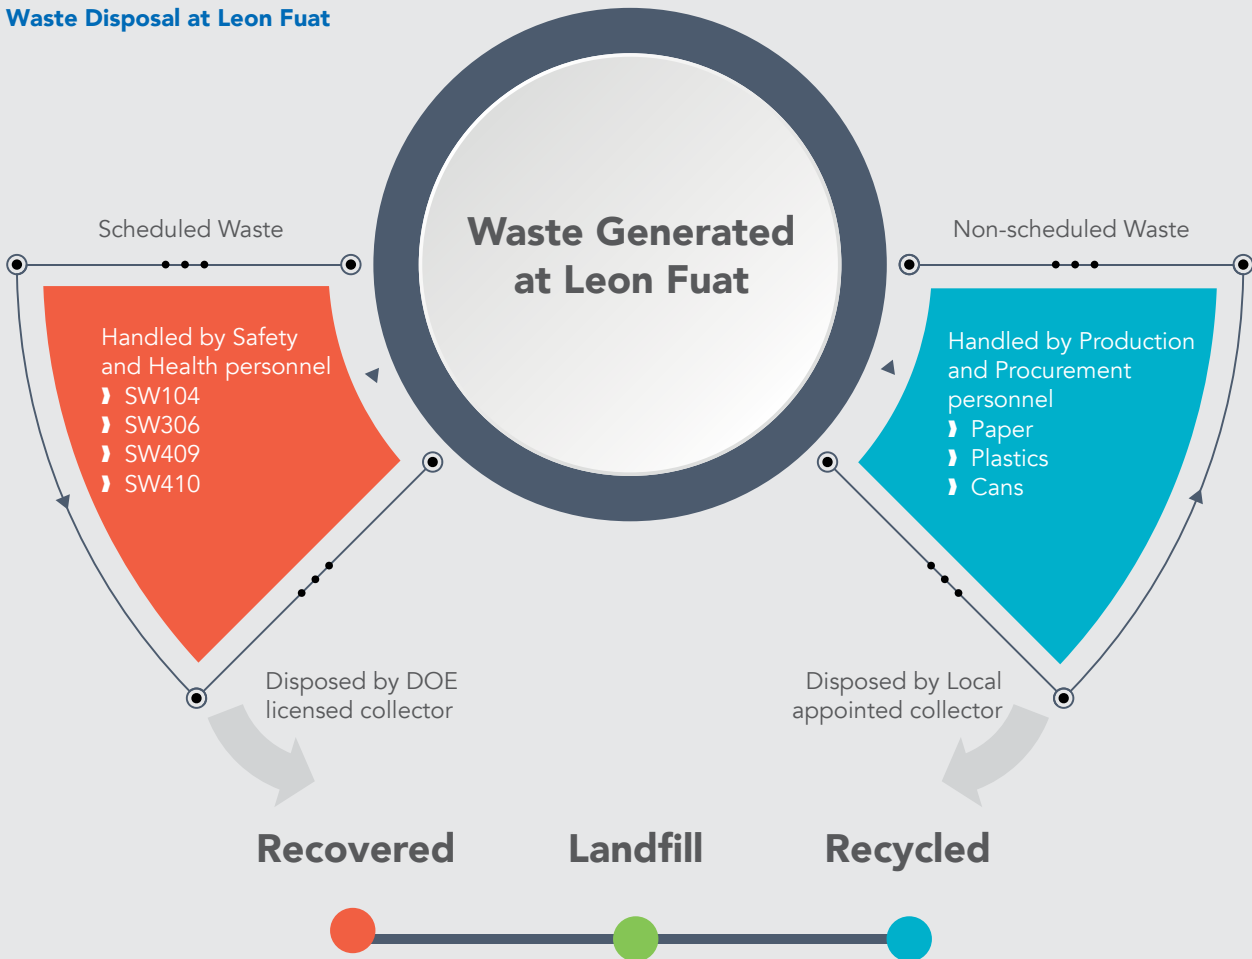 Waste Disposal at Leon Fuat
Waste Generated
at Leon Fuat
Scheduled Waste
Handled by Safety
and Health personnel
SW104
SW306
SW409
SW410
Disposed by DOE
licensed collector
Non-scheduled Waste
Handled by Production
and Procurement
personnel
Paper
Plastics
Cans
Disposed by Local
appointed collector
Recovered
Landfill
Recycled